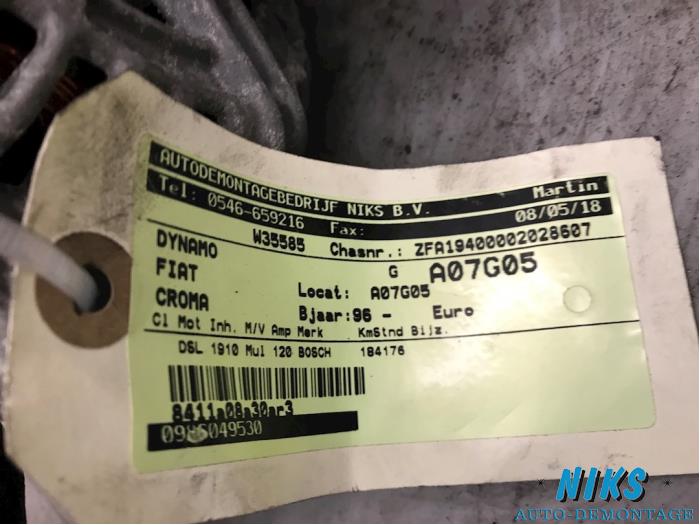 AUTODEMONTAGEBEDRIJF NIKS B.V. Martin
Tel: 0546-659216 Fax: 08/05/18
DYNAMO W35585 Chasnr.: ZFA19400002028607
FIAT G A07G05
CROMA Locat: A07G05
Bjaar:96 - Euro
Cl Mot Inh. M/V Amp Merk KmStnd Bijz.
DSL 1910 Mul 120 BOSCH 184176
8411a08a30ar3
0986049530
NIKS
AUTO-DEMONTAGE